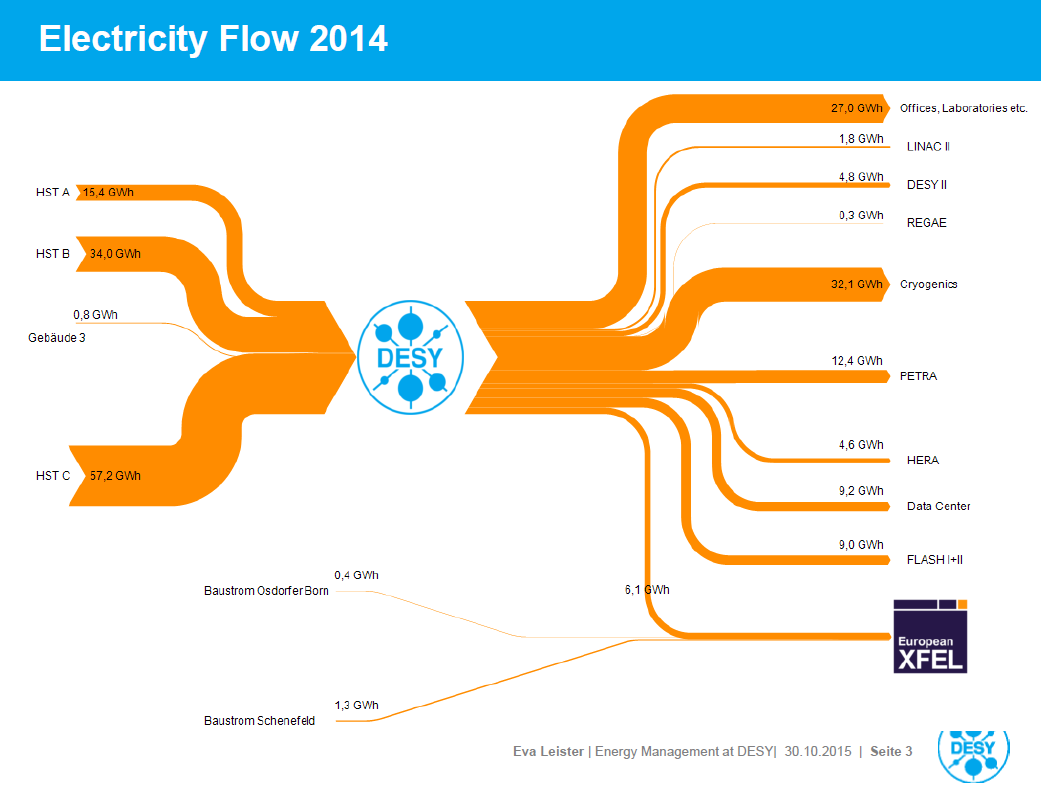 Electricity Flow 2014
27,0 GWh Offices, Laboratories etc.
1,8 GWh
LINAC II
4,8 GWh
DESY II
0,3 GWh
REGAE
HST A 15,4 GWh
HST B 34,0 GWh
0,8 GWh
Gebäude 3
HST C 57,2 GWh
DESY
32,1 GWh Cryogenics
12,4 GWh
PETRA
4,6 GWh
HERA
9,2 GWh
Data Center
9,0 GWh
FLASH I+II
6,1 GWh
0,4 GWh
Baustrom Osdorfer Born
1,3 GWh
Baustrom Schenefeld
European
XFEL
Eva Leister | Energy Management at DESY| 30.10.2015 | Seite 3
DESY